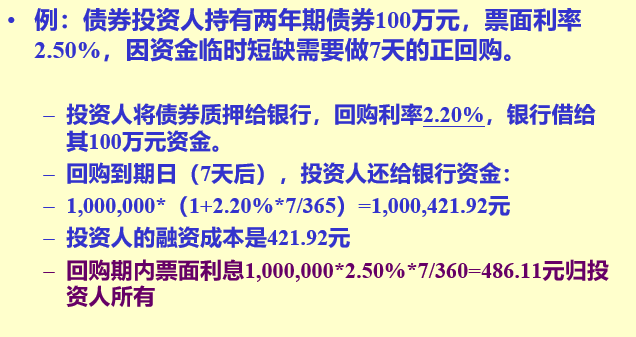 • 例：债券投资人持有两年期债券100万元，票面利率
2.50%，因资金临时短缺需要做7天的正回购。
– 投资人将债券质押给银行，回购利率2.20%，银行借给
其100万元资金。
– 回购到期日（7天后），投资人还给银行资金：
– 1,000,000*（1+2.20%*7/365）=1,000,421.92元
– 投资人的融资成本是421.92元
– 回购期内票面利息1,000,000*2.50%*7/360=486.11元归投
资人所有